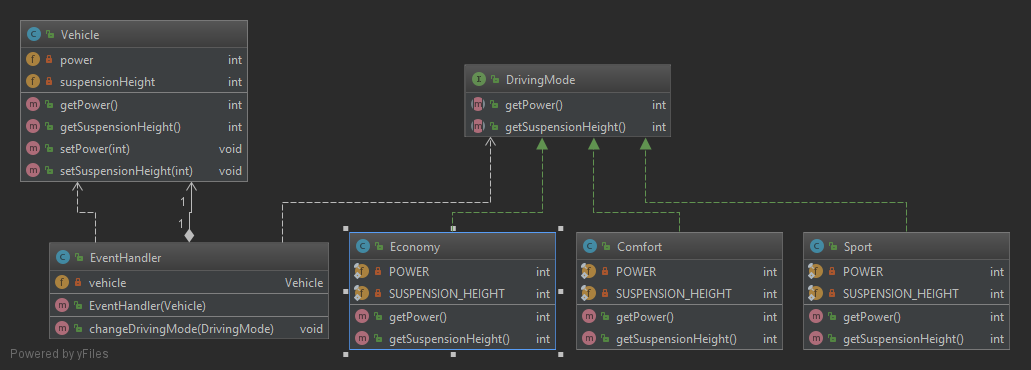 Vehicle
power int
suspensionHeight int
getPower() int
getSuspensionHeight() int
setPower(int) void
setSuspensionHeight(int) void
DrivingMode
getPower() int
getSuspensionHeight() int
1
1
EventHandler
vehicle Vehicle
EventHandler(Vehicle)
changeDrivingMode(DrivingMode) void
Economy
POWER int
SUSPENSION_HEIGHT int
getPower() int
getSuspensionHeight() int
Comfort
POWER int
SUSPENSION_HEIGHT int
getPower() int
getSuspensionHeight() int
Sport
POWER int
SUSPENSION_HEIGHT int
getPower() int
getSuspensionHeight() int
Powered by yFiles